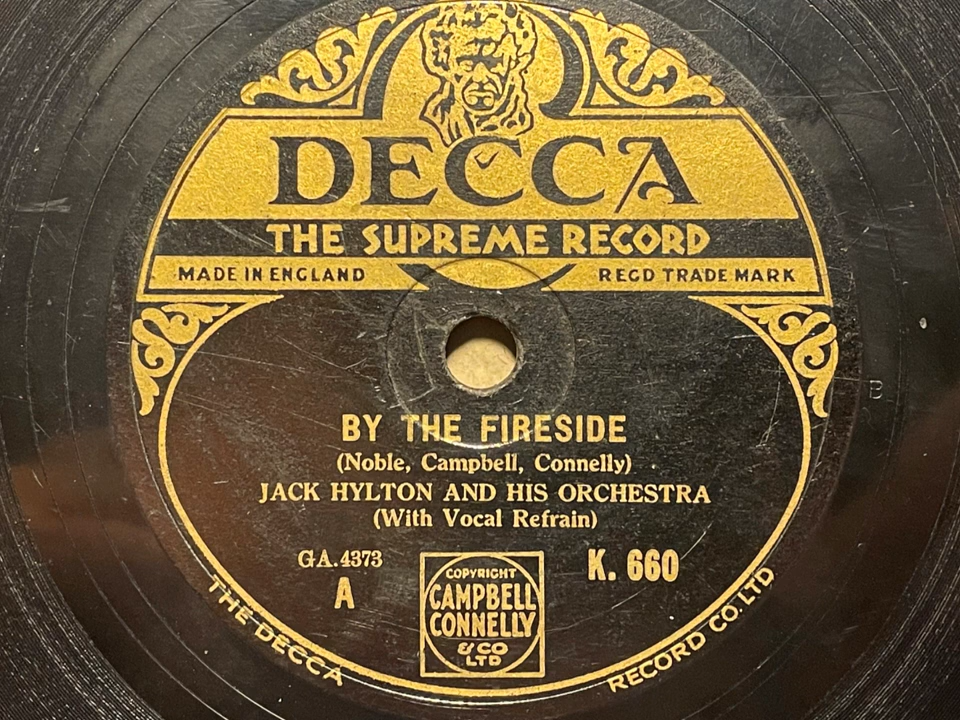 DECCA
THE SUPREME RECORD
MADE IN ENGLAND REGD TRADE MARK
B
BY THE FIRESIDE
(Noble, Campbell, Connelly)
JACK HYLTON AND HIS ORCHESTRA
(With Vocal Refrain)
GA.4373
A
K. 660
COPYRIGHT
CAMPBELL
CONNELLY
& CO
LTD
THE DECCA RECORD CO. LTD